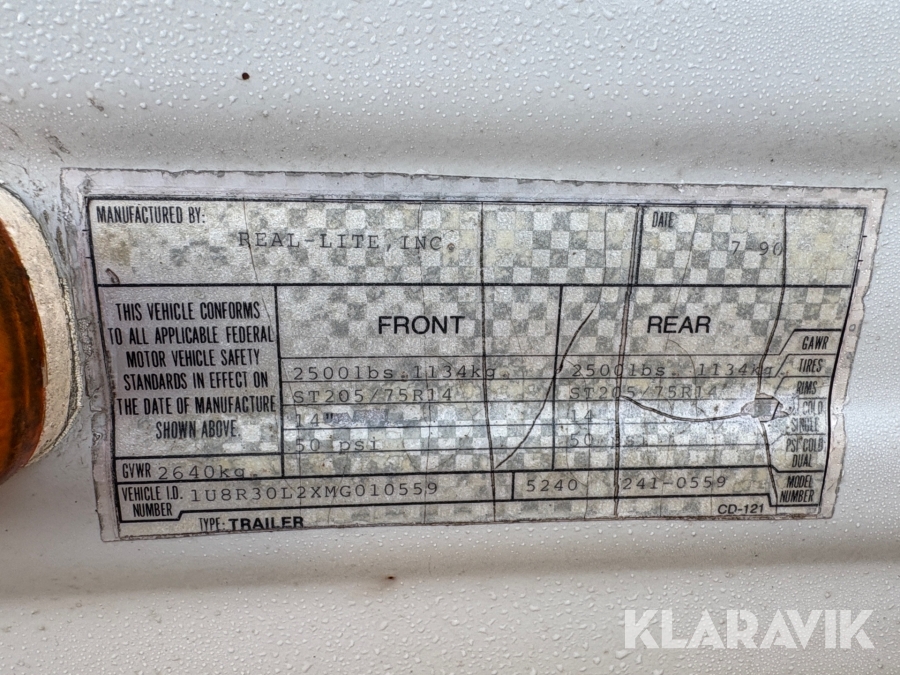 MANUFACTURED BY:
REAL-LITE, INC.
DATE
7 90
THIS VEHICLE CONFORMS
TO ALL APPLICABLE FEDERAL
MOTOR VEHICLE SAFETY
STANDARDS IN EFFECT ON
THE DATE OF MANUFACTURE
SHOWN ABOVE.
FRONT REAR
GAWR
2500lbs. 1134kg. 2500lbs. 1134kg. TIRES
ST205/75R14 ST205/75R14 RIMS
14" 14 COLD
SINGLE
50 psi 50 PSI COLD
DUAL
GVWR 2640kg.
VEHICLE I.D. NUMBER 1U8R30L2XMG010559 5240 241-0559 MODEL NUMBER
TYPE: TRAILER CD-121
KLARAVIK